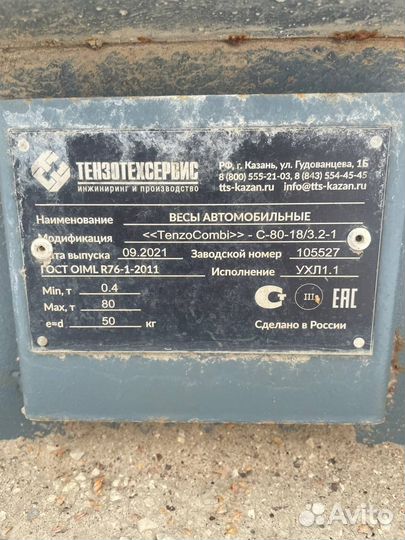 ТЕНЗОТЕХСЕРВИС
ИНЖИНИРИНГ И ПРОИЗВОДСТВО
РФ, г. Казань, ул. Гудованцева, 1Б
8 (800) 555-21-03, 8 (843) 554-45-45
tts-kazan.ru info@tts-kazan.ru
Наименование ВЕСЫ АВТОМОБИЛЬНЫЕ
Модификация <<TenzoCombi>> - С-80-18/3.2-1
Дата выпуска 09.2021 Заводской номер 105527
ГОСТ OIML R76-1-2011 Исполнение УХЛ1.1
Min, т 0.4
Max, т 80
e=d 50 кг
III
EAC
Сделано в России
Avito